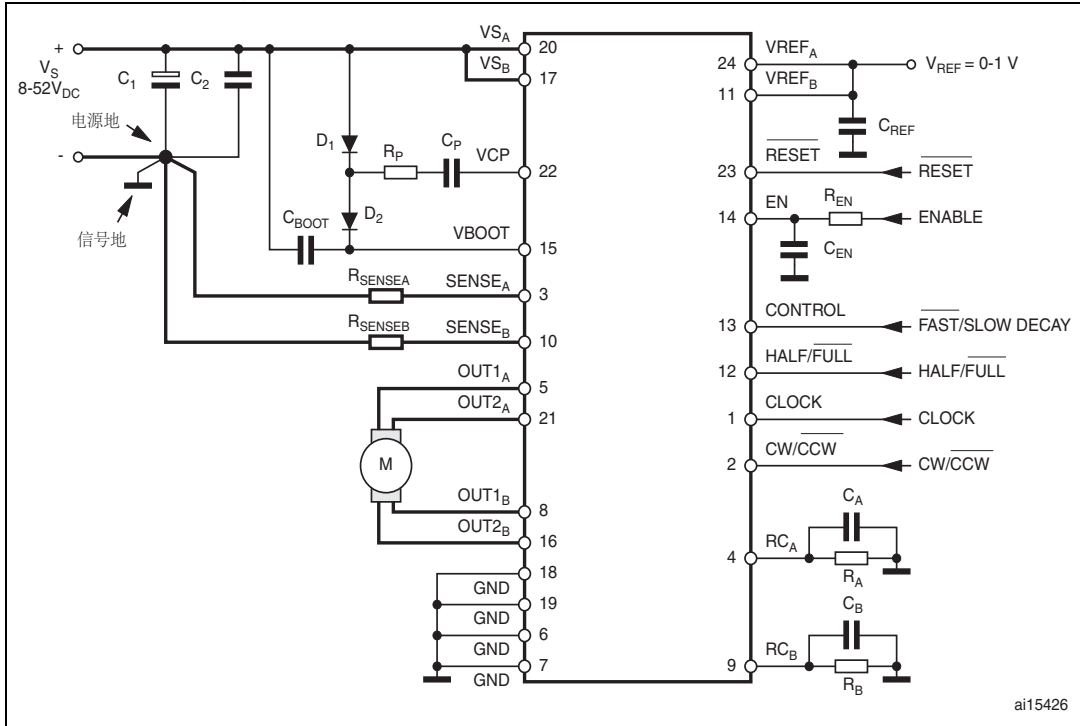 +
V_S
8-52V_DC
-
C_1
C_2
电源地
信号地
D_1
R_P
C_P
D_2
C_BOOT
R_SENSEA
R_SENSEB
VS_A
20
VS_B
17
VCP
22
VBOOT
15
SENSE_A
3
SENSE_B
10
OUT1_A
5
OUT2_A
21
M
OUT1_B
8
OUT2_B
16
18
GND
19
GND
6
GND
7
GND
24
VREF_A
V_REF = 0-1 V
11
VREF_B
C_REF
RESET
23
RESET
EN
14
R_EN
ENABLE
C_EN
CONTROL
13
FAST/SLOW DECAY
HALF/FULL
12
HALF/FULL
CLOCK
1
CLOCK
CW/CCW
2
CW/CCW
C_A
RC_A
4
R_A
C_B
RC_B
9
R_B
ai15426